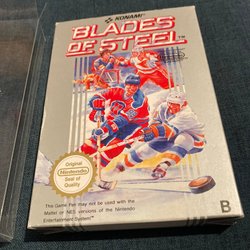 KONAMI®
BLADES
OF STEEL™
Original
Nintendo
Seal of
Quality
This Game Pak may not be used with the
Mattel or NES versions of the Nintendo
Entertainment System®.
B